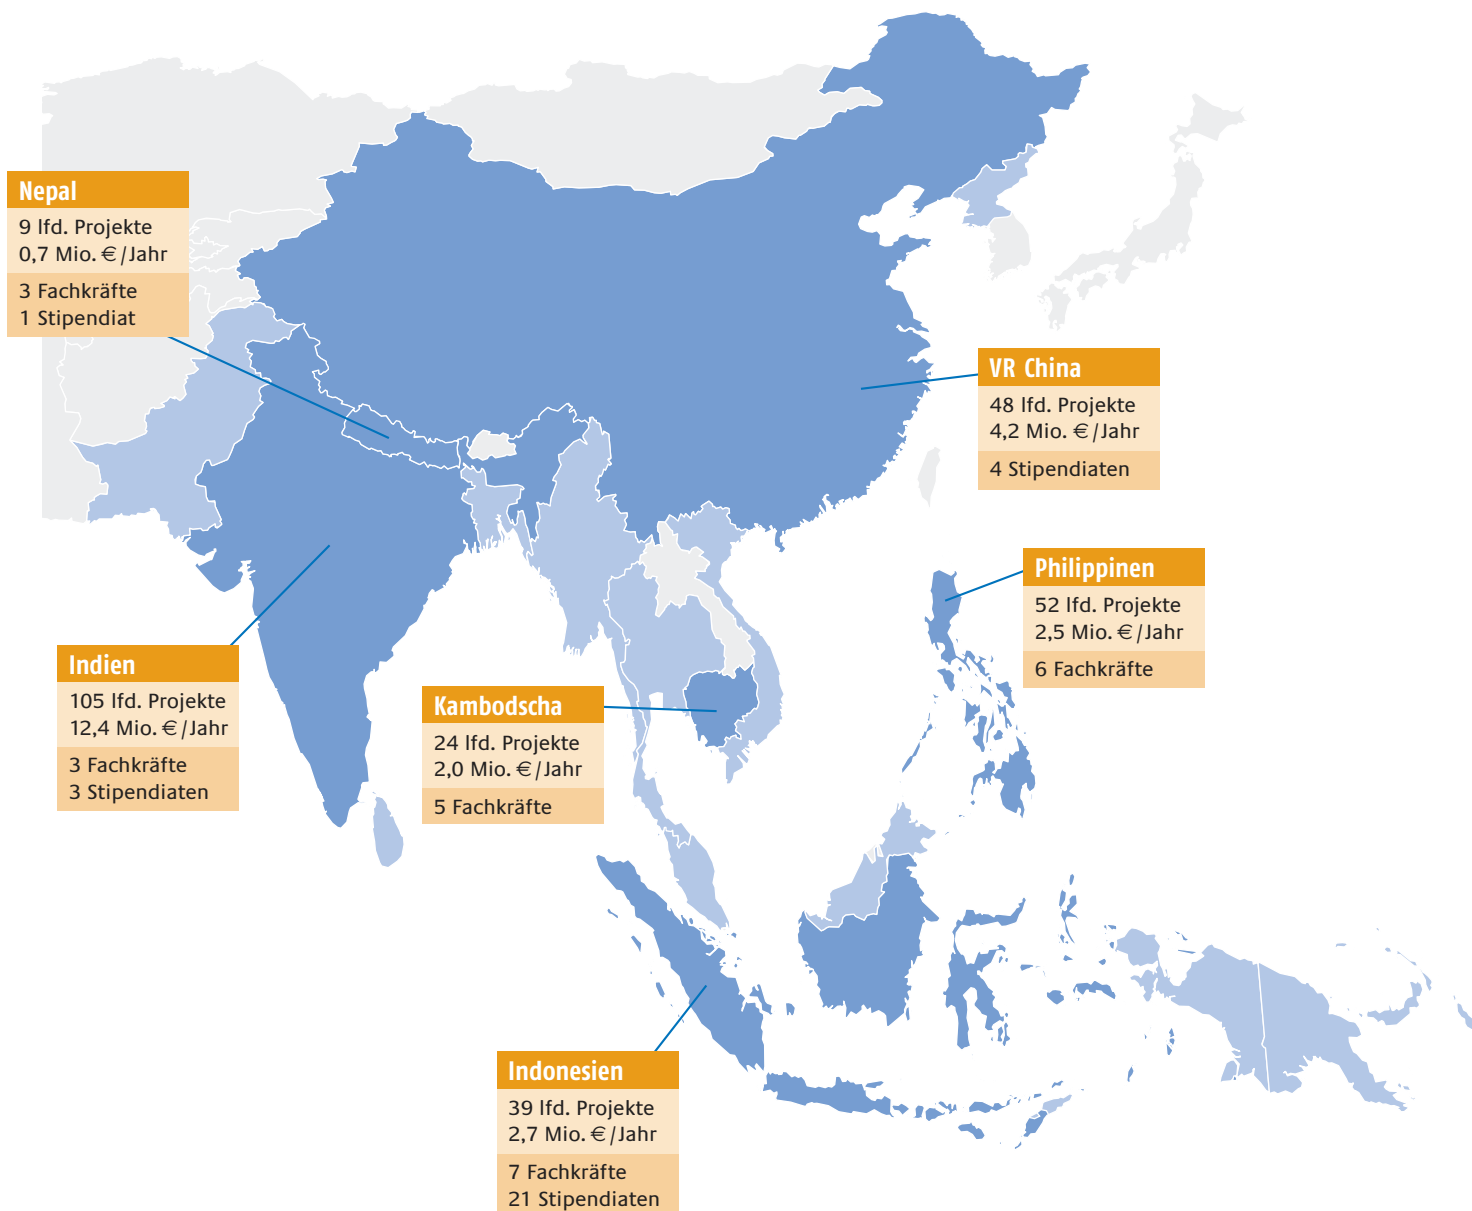 Nepal
9 lfd. Projekte
0,7 Mio. €/Jahr
3 Fachkräfte
1 Stipendiat
VR China
48 lfd. Projekte
4,2 Mio. €/Jahr
4 Stipendiaten
Philippinen
52 lfd. Projekte
2,5 Mio. €/Jahr
6 Fachkräfte
Indien
105 lfd. Projekte
12,4 Mio. €/Jahr
3 Fachkräfte
3 Stipendiaten
Kambodscha
24 lfd. Projekte
2,0 Mio. €/Jahr
5 Fachkräfte
Indonesien
39 lfd. Projekte
2,7 Mio. €/Jahr
7 Fachkräfte
21 Stipendiaten